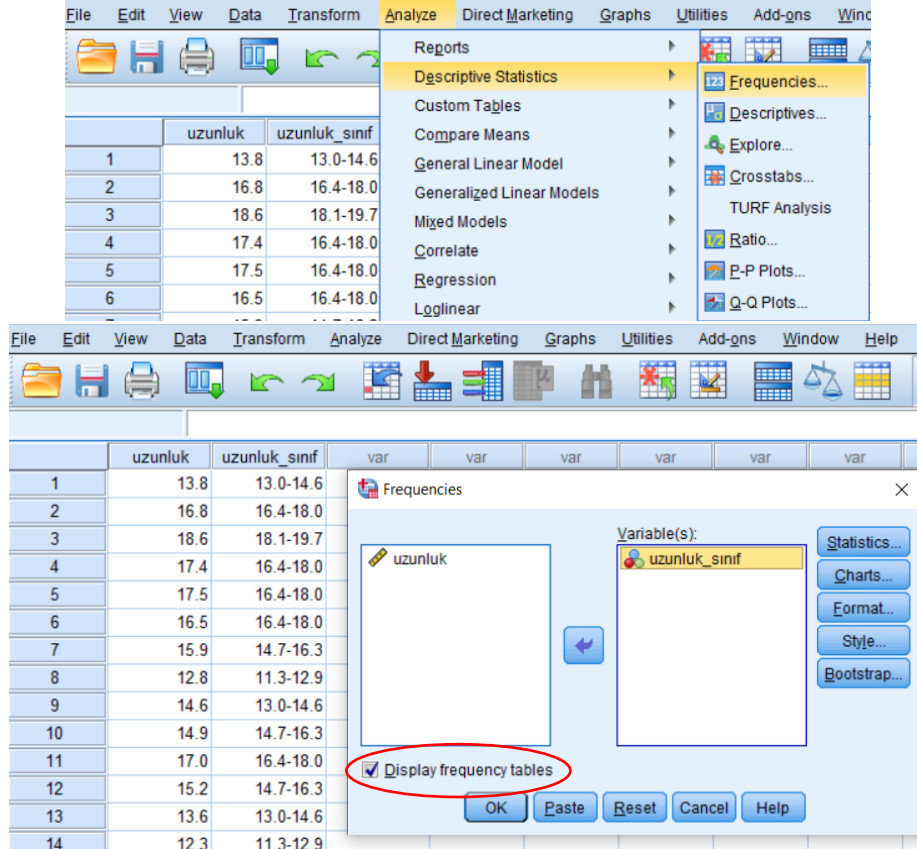 File Edit View Data Transform Analyze Direct Marketing Graphs Utilities Add-ons Wind
Reports
Descriptive Statistics
Custom Tables
Compare Means
General Linear Model
Generalized Linear Models
Mixed Models
Correlate
Regression
Loglinear
123 Frequencies...
Descriptives...
Explore...
Crosstabs...
TURF Analysis
1/2 Ratio...
P-P Plots...
Q-Q Plots...
uzunluk uzunluk_sınıf
1 13.8 13.0-14.6
2 16.8 16.4-18.0
3 18.6 18.1-19.7
4 17.4 16.4-18.0
5 17.5 16.4-18.0
6 16.5 16.4-18.0
File Edit View Data Transform Analyze Direct Marketing Graphs Utilities Add-ons Window Help
uzunluk uzunluk_sınıf var var var var var var
1 13.8 13.0-14.6
2 16.8 16.4-18.0
3 18.6 18.1-19.7
4 17.4 16.4-18.0
5 17.5 16.4-18.0
6 16.5 16.4-18.0
7 15.9 14.7-16.3
8 12.8 11.3-12.9
9 14.6 13.0-14.6
10 14.9 14.7-16.3
11 17.0 16.4-18.0
12 15.2 14.7-16.3
13 13.6 13.0-14.6
14 12.3 11.3-12.9
Frequencies
Variable(s):
uzunluk
uzunluk_sınıf
Statistics...
Charts...
Format...
Style...
Bootstrap...
Display frequency tables
OK Paste Reset Cancel Help